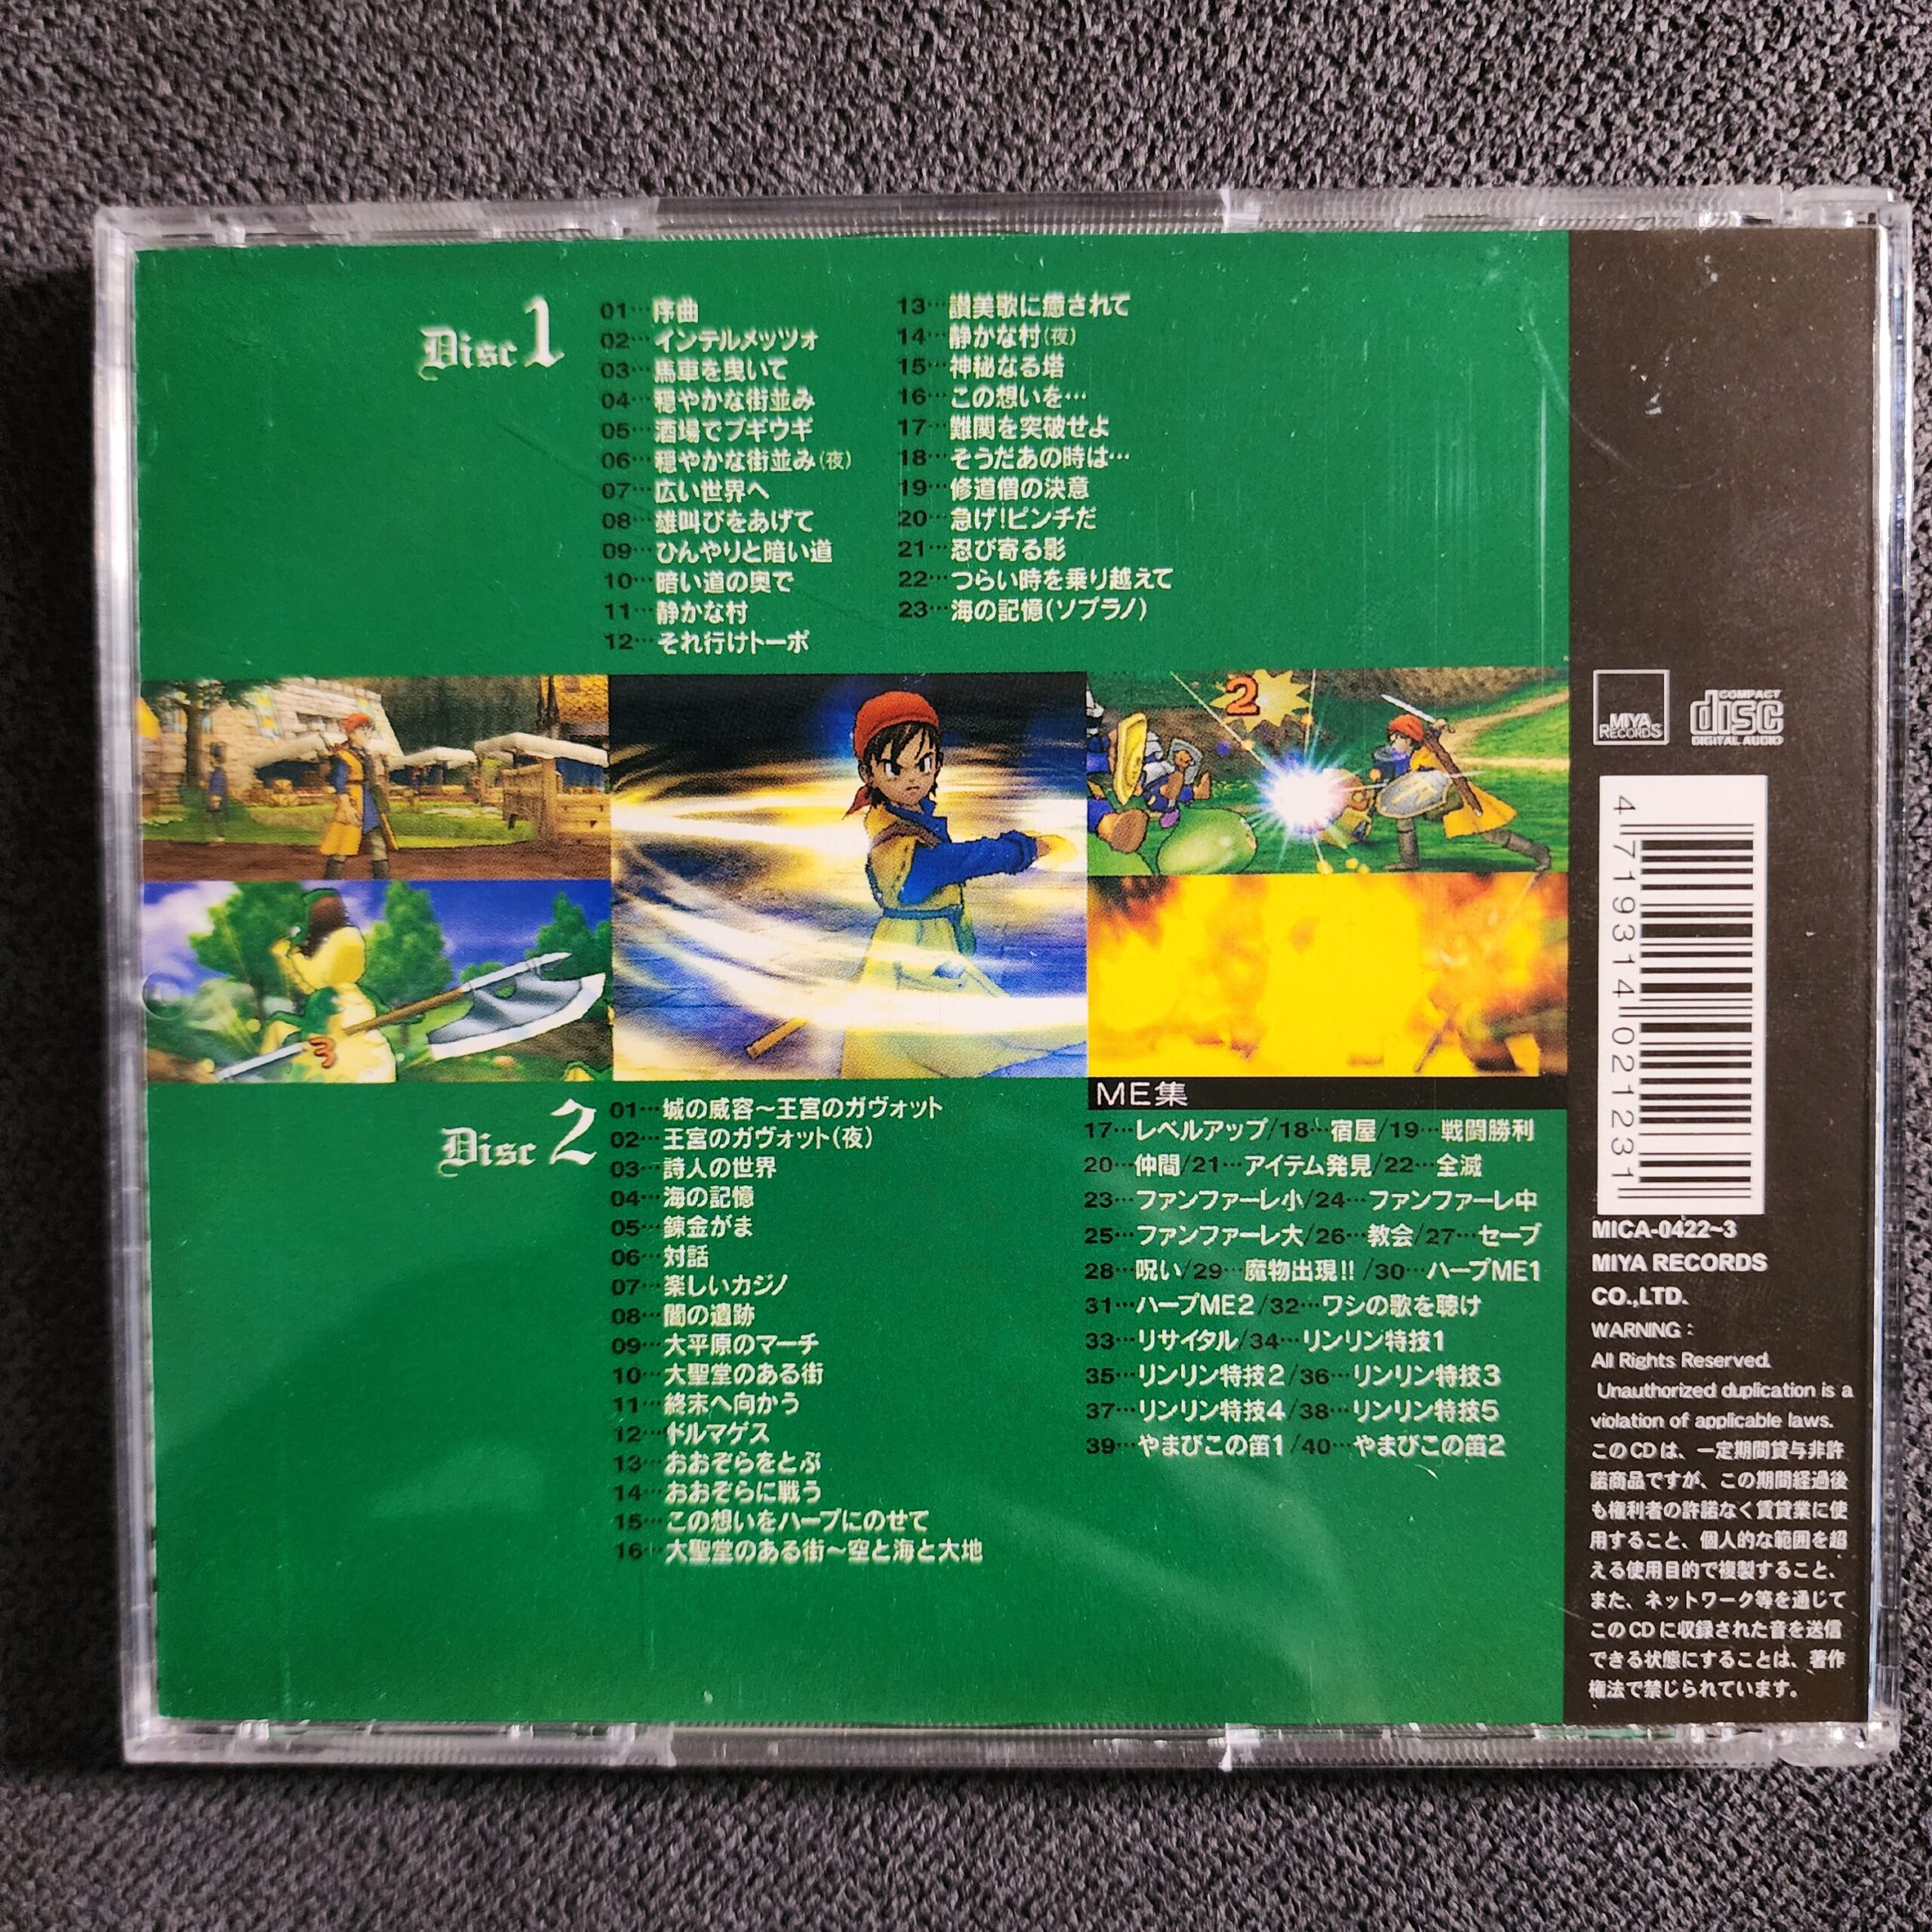 Disc 1
01…序曲
02…インテルメッツォ
03…馬車を曳いて
04…穏やかな街並み
05…酒場でブギウギ
06…穏やかな街並み(夜)
07…広い世界へ
08…雄叫びをあげて
09…ひんやりと暗い道
10…暗い道の奥で
11…静かな村
12…それ行けトーポ
13…讃美歌に癒されて
14…静かな村(夜)
15…神秘なる塔
16…この想いを…
17…難関を突破せよ
18…そうだあの時は…
19…修道僧の決意
20…急げ!ピンチだ
21…忍び寄る影
22…つらい時を乗り越えて
23…海の記憶(ソプラノ)
2
3
Disc 2
01…城の威容～王宮のガヴォット
02…王宮のガヴォット(夜)
03…詩人の世界
04…海の記憶
05…錬金がま
06…対話
07…楽しいカジノ
08…闇の遺跡
09…大平原のマーチ
10…大聖堂のある街
11…終末へ向かう
12…ドルマゲス
13…おおぞらをとぶ
14…おおぞらに戦う
15…この想いをハープにのせて
16…大聖堂のある街～空と海と大地
ME集
17…レベルアップ/18…宿屋/19…戦闘勝利
20…仲間/21…アイテム発見/22…全滅
23…ファンファーレ小/24…ファンファーレ中
25…ファンファーレ大/26…教会/27…セーブ
28…呪い/29…魔物出現!!/30…ハープME1
31…ハープME2/32…ワシの歌を聴け
33…リサイタル/34…リンリン特技1
35…リンリン特技2/36…リンリン特技3
37…リンリン特技4/38…リンリン特技5
39…やまびこの笛1/40…やまびこの笛2
MIYA
RECORDS
COMPACT
disc
DIGITAL AUDIO
4 719314 021231
MICA-0422~3
MIYA RECORDS
CO.,LTD.
WARNING :
All Rights Reserved.
Unauthorized duplication is a
violation of applicable laws.
このCDは、一定期間貸与非許
諾商品ですが、この期間経過後
も権利者の許諾なく賃貸業に使
用すること、個人的な範囲を超
える使用目的で複製すること、
また、ネットワーク等を通じて
このCDに収録された音を送信
できる状態にすることは、著作
権法で禁じられています。